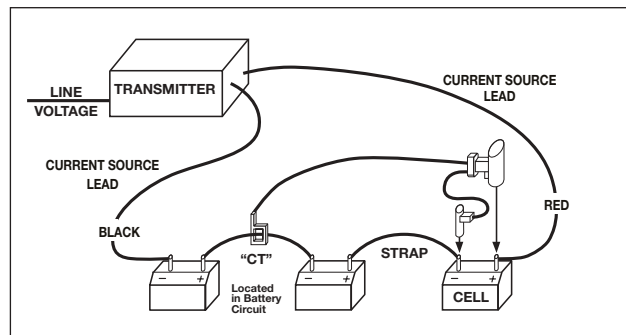 LINE
VOLTAGE
TRANSMITTER
CURRENT SOURCE
LEAD
CURRENT SOURCE
LEAD
BLACK
"CT"
Located
in Battery
Circuit
STRAP
RED
CELL
− +
− +
− +